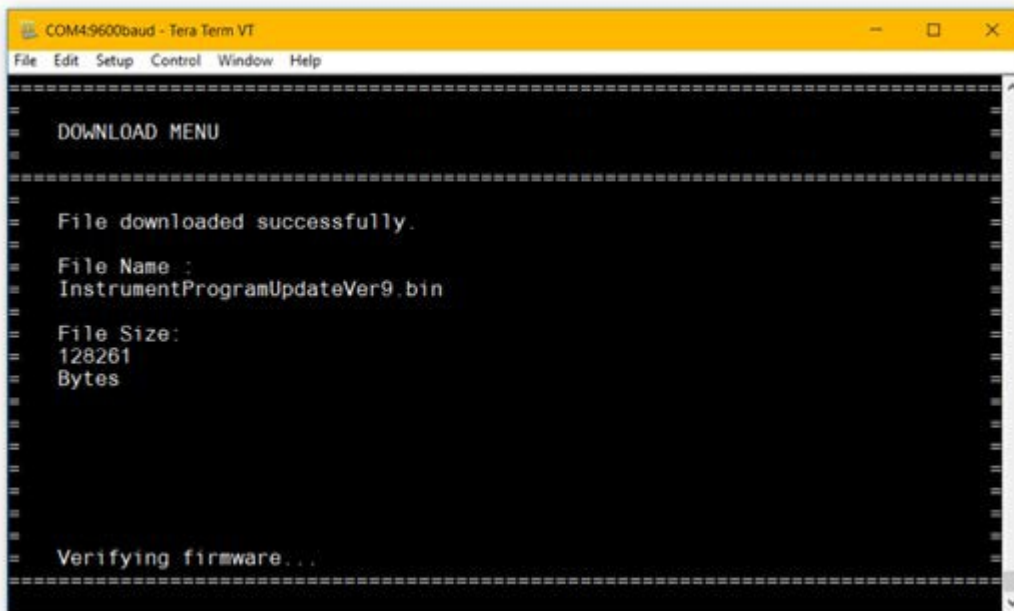 COM4:9600baud - Tera Term VT
File Edit Setup Control Window Help
DOWNLOAD MENU
File downloaded successfully.
File Name :
InstrumentProgramUpdateVer9.bin
File Size:
128261
Bytes
Verifying firmware...